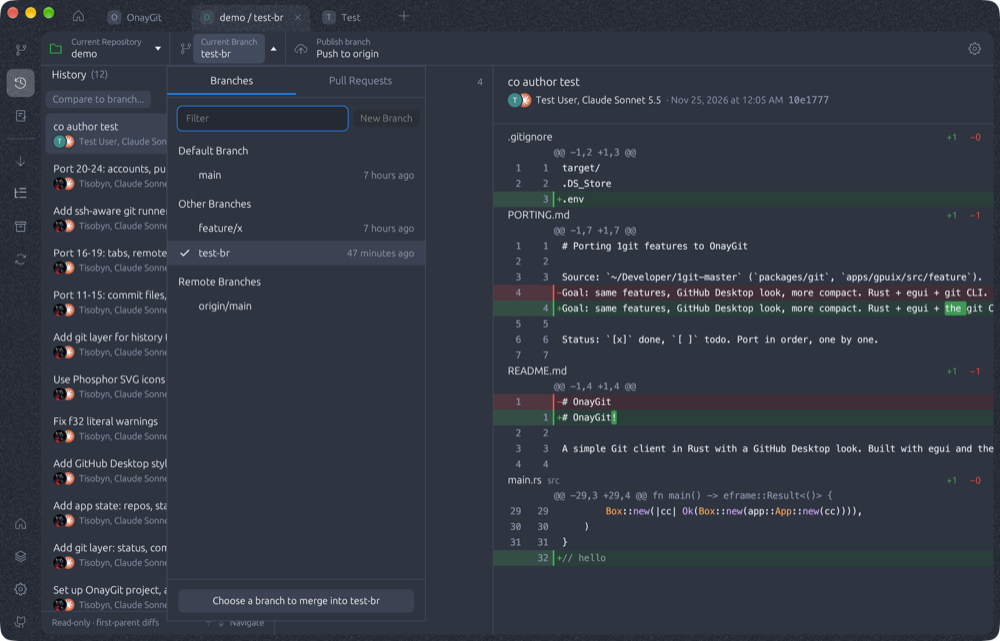 O OnayGit
D demo / test-br ×
T Test
+
Current Repository
demo
Current Branch
test-br
Publish branch
Push to origin
History (12)
Compare to branch...
co author test
T Test User, Claude Son
Port 20-24: accounts, pu
Tisobyn, Claude Sonne
Add ssh-aware git runner
Tisobyn, Claude Sonne
Port 16-19: tabs, remote
Tisobyn, Claude Sonne
Port 11-15: commit files,
Tisobyn, Claude Sonne
Add git layer for history t
Tisobyn, Claude Sonne
Use Phosphor SVG icons
Tisobyn, Claude Sonne
Fix f32 literal warnings
Tisobyn, Claude Sonne
Add GitHub Desktop styl
Tisobyn, Claude Sonne
Add app state: repos, sta
Tisobyn, Claude Sonne
Add git layer: status, com
Tisobyn, Claude Sonne
Set up OnayGit project, a
Tisobyn, Claude Sonne
Read-only · first-parent diffs
Navigate
Branches
Pull Requests
Filter
New Branch
Default Branch
main 7 hours ago
Other Branches
feature/x 7 hours ago
test-br 47 minutes ago
Remote Branches
origin/main
Choose a branch to merge into test-br
4
co author test
T Test User, Claude Sonnet 5.5 · Nov 25, 2026 at 12:05 AM 10e1777
.gitignore +1 −0
@@ −1,2 +1,3 @@
1 1 target/
2 2 .DS_Store
3 +.env
PORTING.md +1 −1
@@ −1,7 +1,7 @@
1 1 # Porting 1git features to OnayGit
2 2
3 3 Source: `~/Developer/1git-master` (`packages/git`, `apps/gpuix/src/feature`).
4 −Goal: same features, GitHub Desktop look, more compact. Rust + egui + git CLI.
4 +Goal: same features, GitHub Desktop look, more compact. Rust + egui + the git C
5 5
6 6 Status: `[x]` done, `[ ]` todo. Port in order, one by one.
7 7
README.md +1 −1
@@ −1,4 +1,4 @@
1 −# OnayGit
1 +# OnayGit!
2 2
3 3 A simple Git client in Rust with a GitHub Desktop look. Built with egui and the
4 4
main.rs src +1 −0
@@ −29,3 +29,4 @@ fn main() -> eframe::Result<()> {
29 29 Box::new(|cc| Ok(Box::new(app::App::new(cc)))),
30 30 )
31 31 }
32 +// hello